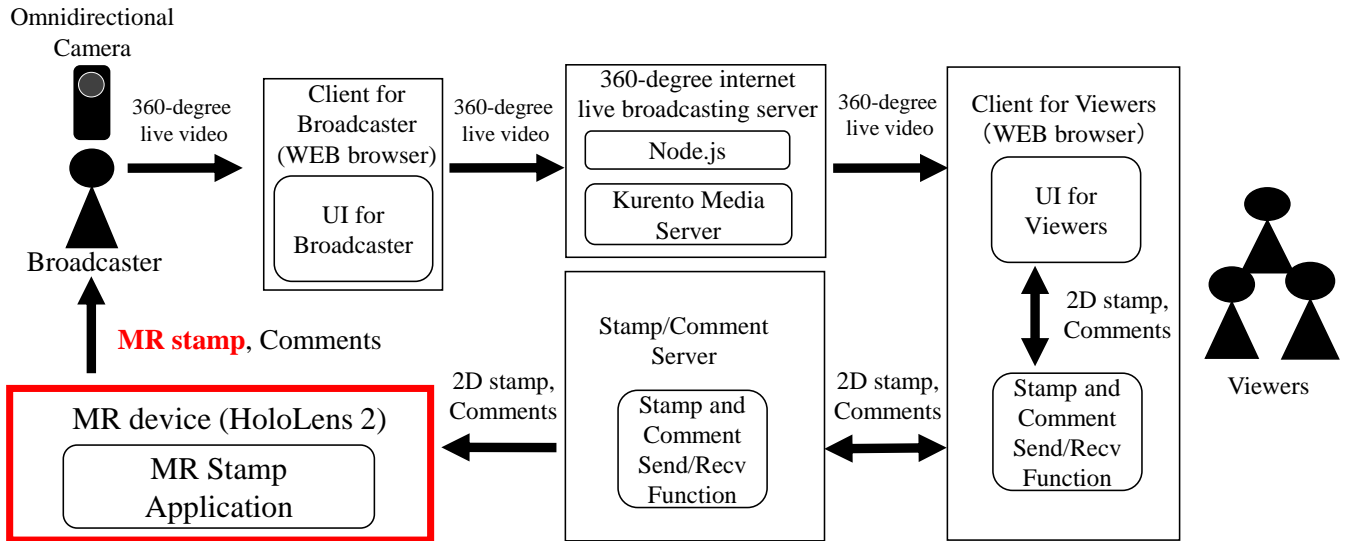 Omnidirectional
Camera
360-degree
live video
Broadcaster
Client for
Broadcaster
(WEB browser)
UI for
Broadcaster
360-degree
live video
360-degree internet
live broadcasting server
Node.js
Kurento Media
Server
360-degree
live video
Client for Viewers
（WEB browser）
UI for
Viewers
2D stamp,
Comments
Stamp and
Comment
Send/Recv
Function
Viewers
MR stamp, Comments
MR device (HoloLens 2)
MR Stamp
Application
2D stamp,
Comments
Stamp/Comment
Server
Stamp and
Comment
Send/Recv
Function
2D stamp,
Comments